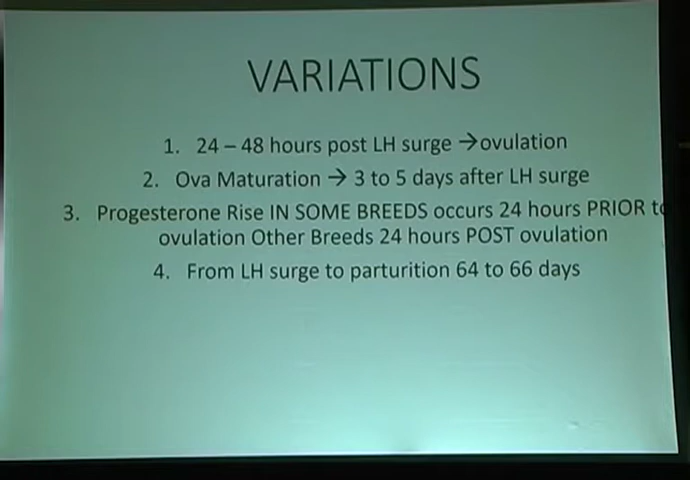 VARIATIONS
1. 24 – 48 hours post LH surge → ovulation
2. Ova Maturation → 3 to 5 days after LH surge
3. Progesterone Rise IN SOME BREEDS occurs 24 hours PRIOR to
ovulation Other Breeds 24 hours POST ovulation
4. From LH surge to parturition 64 to 66 days